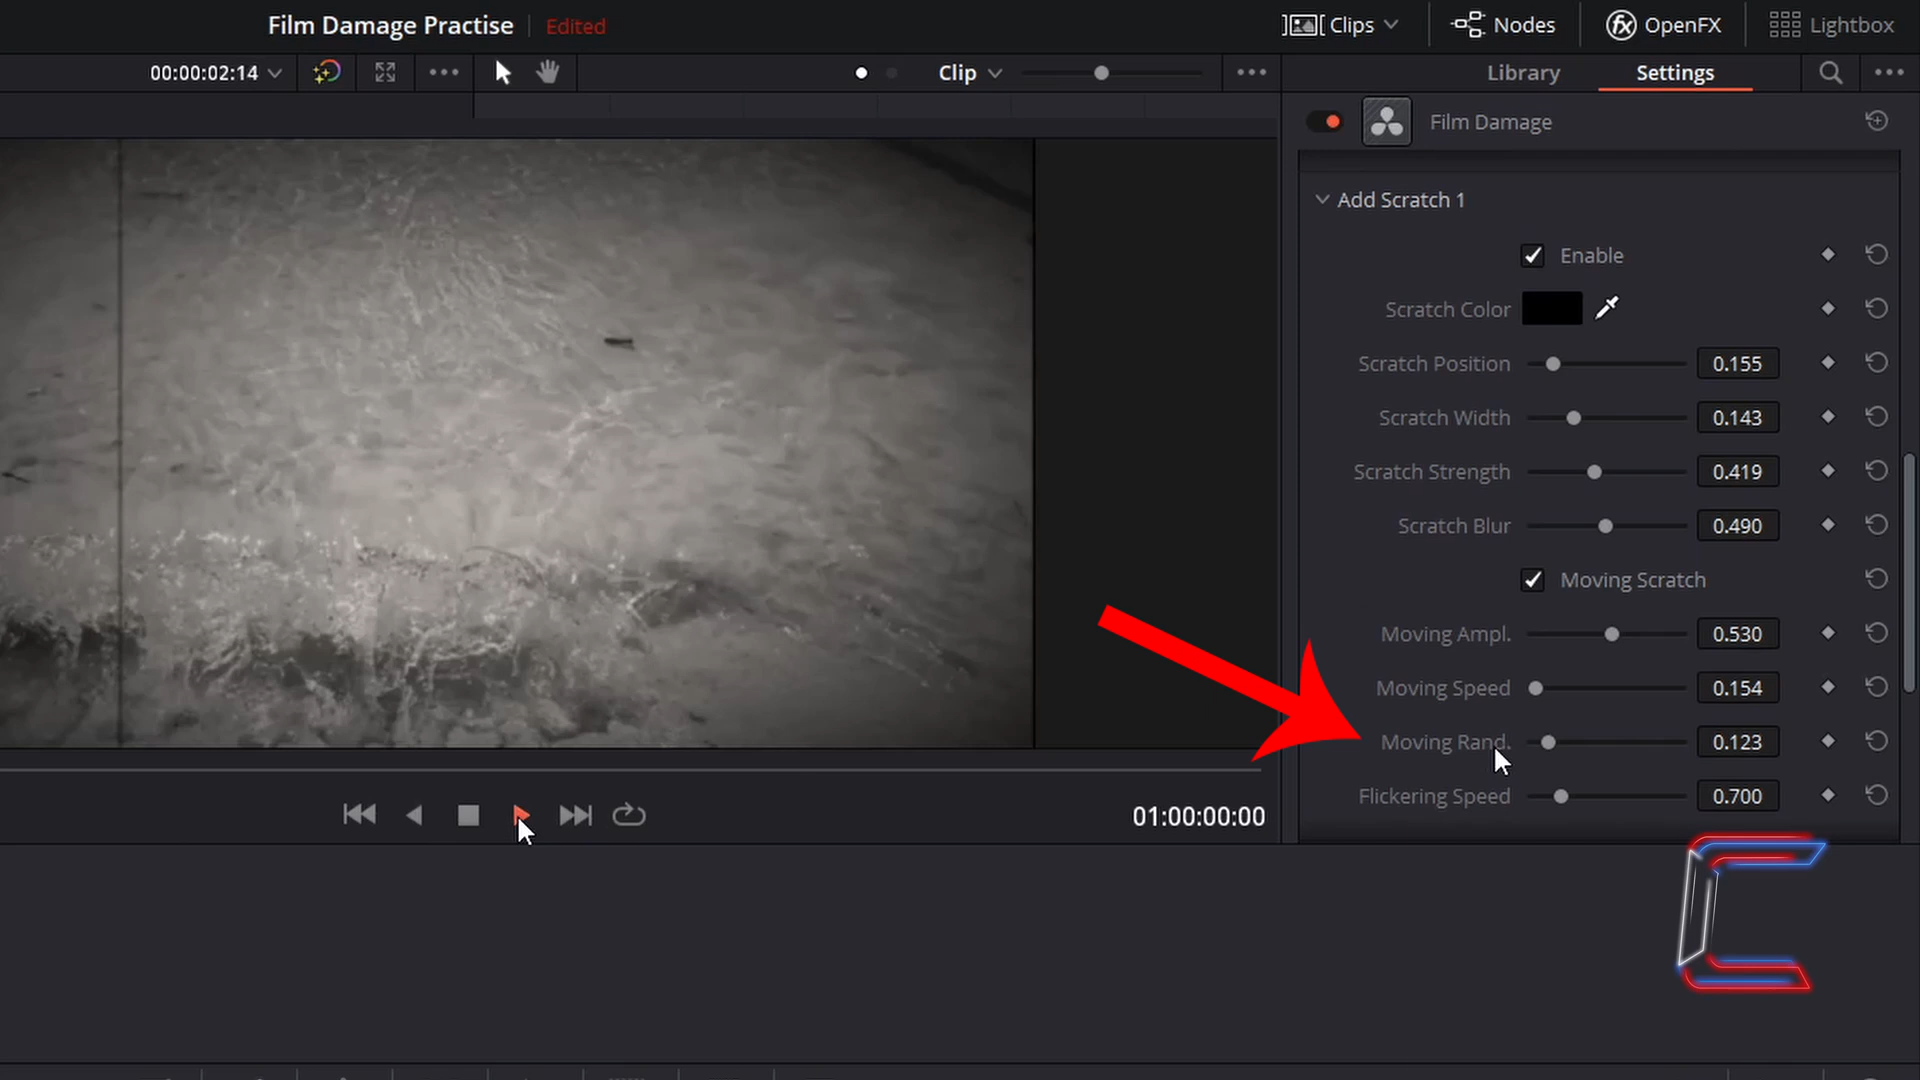 Film Damage Practise Edited
Clips Nodes OpenFX Lightbox
00:00:02:14 Clip Library Settings
Film Damage
Add Scratch 1
Enable
Scratch Color
Scratch Position 0.155
Scratch Width 0.143
Scratch Strength 0.419
Scratch Blur 0.490
Moving Scratch
Moving Ampl. 0.530
Moving Speed 0.154
Moving Rand. 0.123
Flickering Speed 0.700
01:00:00:00